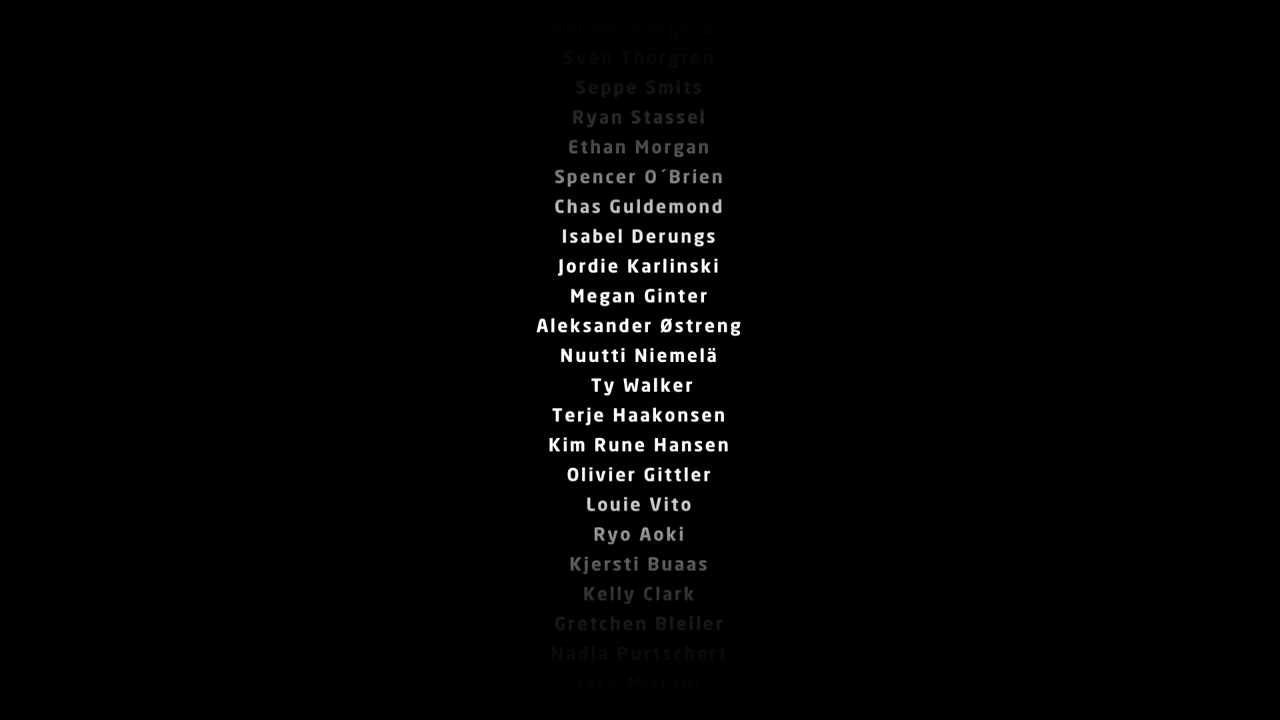 Sven Thorgren
Seppe Smits
Ryan Stassel
Ethan Morgan
Spencer O´Brien
Chas Guldemond
Isabel Derungs
Jordie Karlinski
Megan Ginter
Aleksander Østreng
Nuutti Niemelä
Ty Walker
Terje Haakonsen
Kim Rune Hansen
Olivier Gittler
Louie Vito
Ryo Aoki
Kjersti Buaas
Kelly Clark
Gretchen Bleiler
Nadja Purtschert
Jack Mitrani